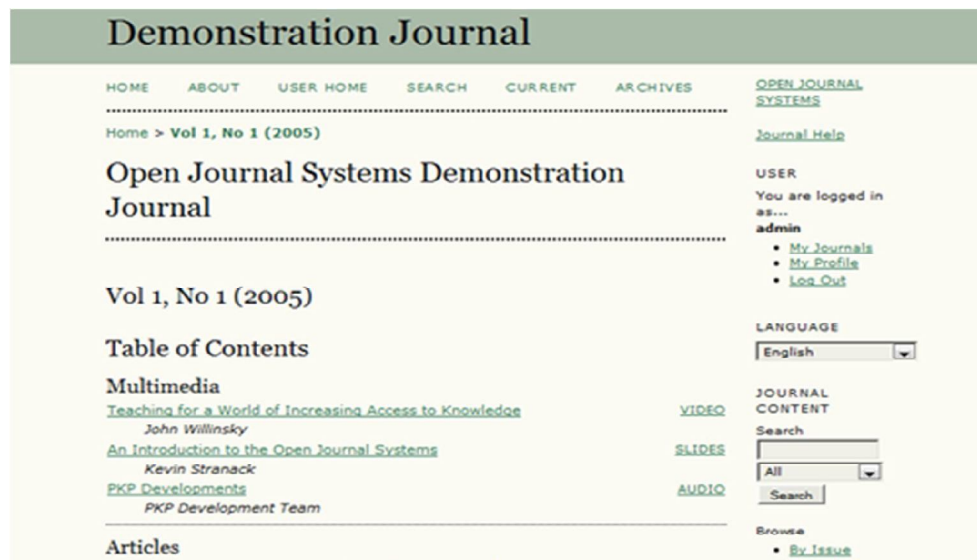 Demonstration Journal
HOME ABOUT USER HOME SEARCH CURRENT ARCHIVES
Home > Vol 1, No 1 (2005)
Open Journal Systems Demonstration
Journal
Vol 1, No 1 (2005)
Table of Contents
Multimedia
Teaching for a World of Increasing Access to Knowledge VIDEO
John Willinsky
An Introduction to the Open Journal Systems SLIDES
Kevin Stranack
PKP Developments AUDIO
PKP Development Team
Articles
OPEN JOURNAL
SYSTEMS
Journal Help
USER
You are logged in
as...
admin
My Journals
My Profile
Log Out
LANGUAGE
English
JOURNAL
CONTENT
Search
All
Search
Browse
By Issue